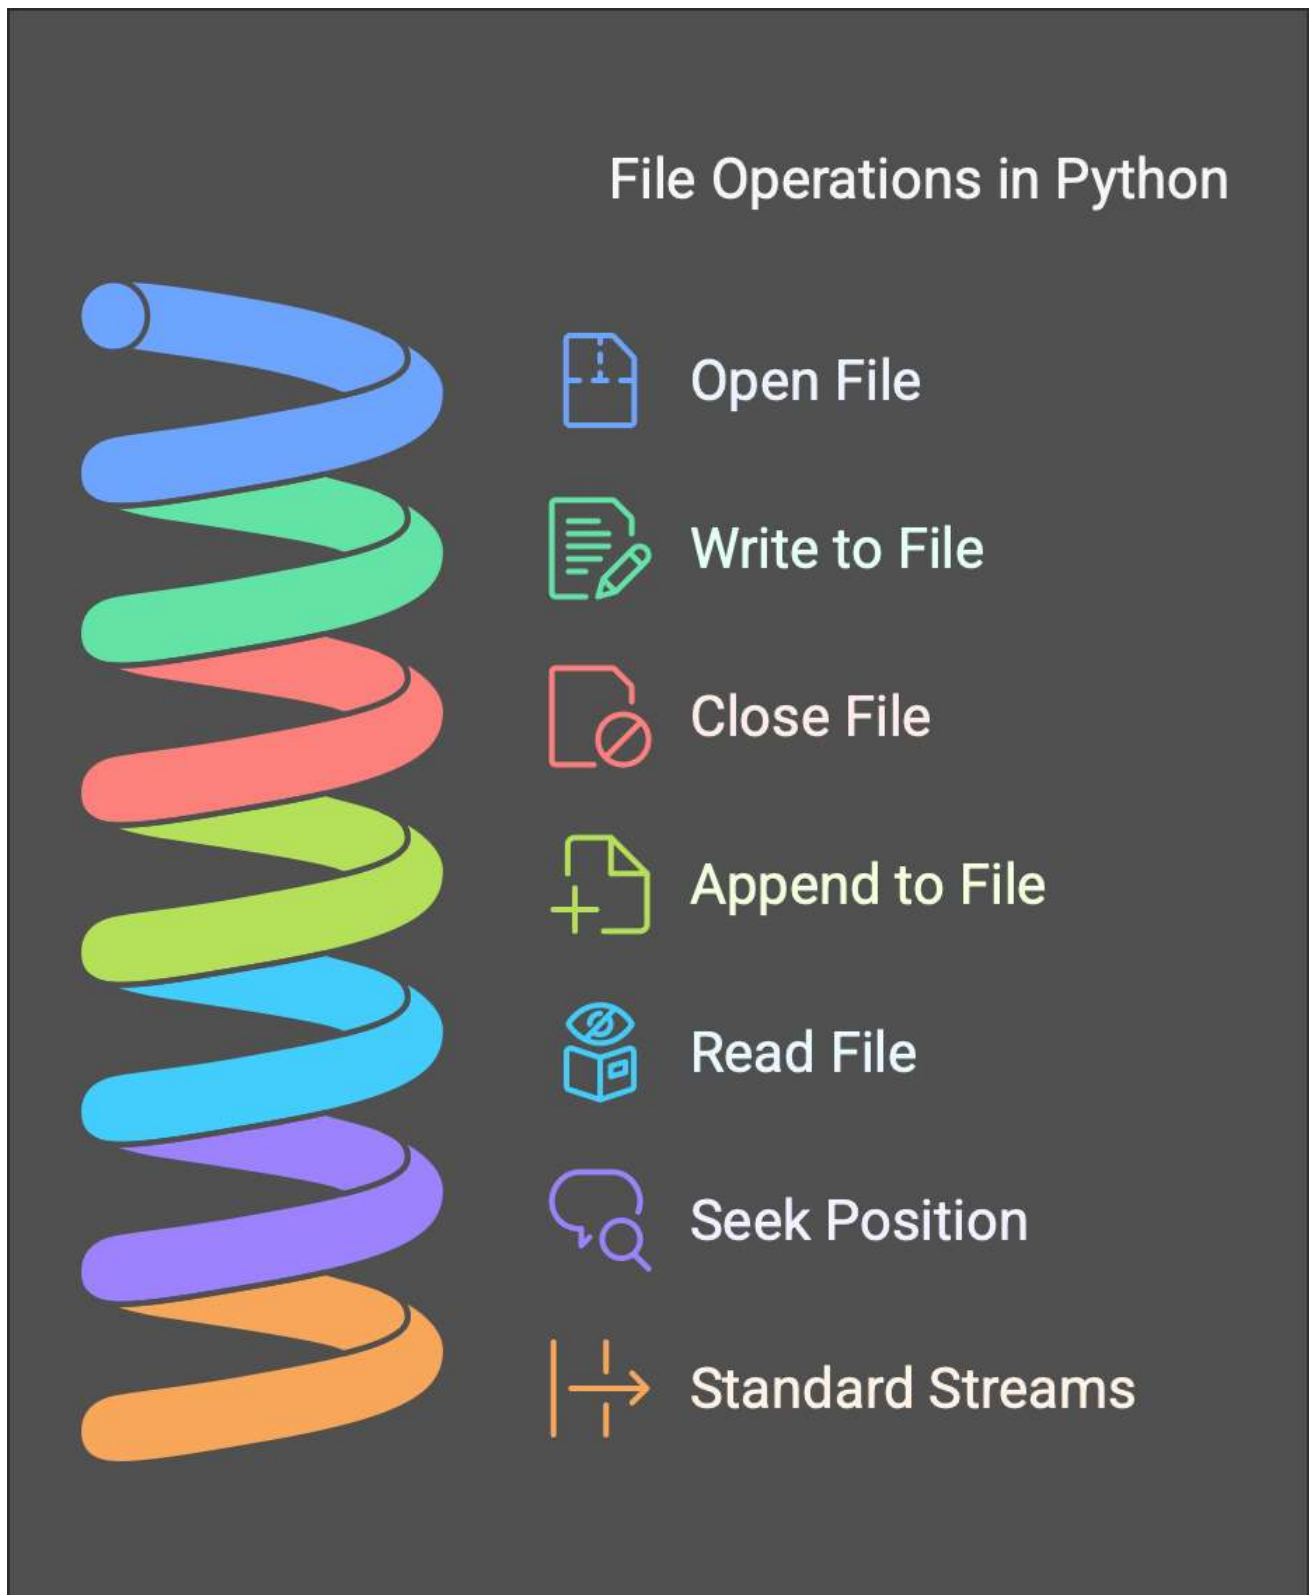 File Operations in Python
Open File
Write to File
Close File
Append to File
Read File
Seek Position
Standard Streams